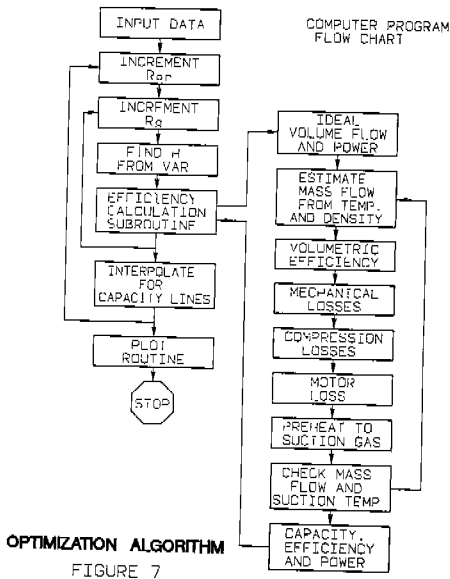 INPUT DATA
COMPUTER PROGRAM
FLOW CHART
INCREMENT
Rgr
INCREMENT
Rg
FIND H
FROM VAR
EFFICIENCY
CALCULATION
SUBROUTINE
INTERPOLATE
FOR
CAPACITY LINES
PLOT
ROUTINE
STOP
IDEAL
VOLUME FLOW
AND POWER
ESTIMATE
MASS FLOW
FROM TEMP.
AND DENSITY
VOLUMETRIC
EFFICIENCY
MECHANICAL
LOSSES
COMPRESSION
LOSSES
MOTOR
LOSS
PREHEAT TO
SUCTION GAS
CHECK MASS
FLOW AND
SUCTION TEMP
CAPACITY,
EFFICIENCY
AND POWER
OPTIMIZATION ALGORITHM
FIGURE 7